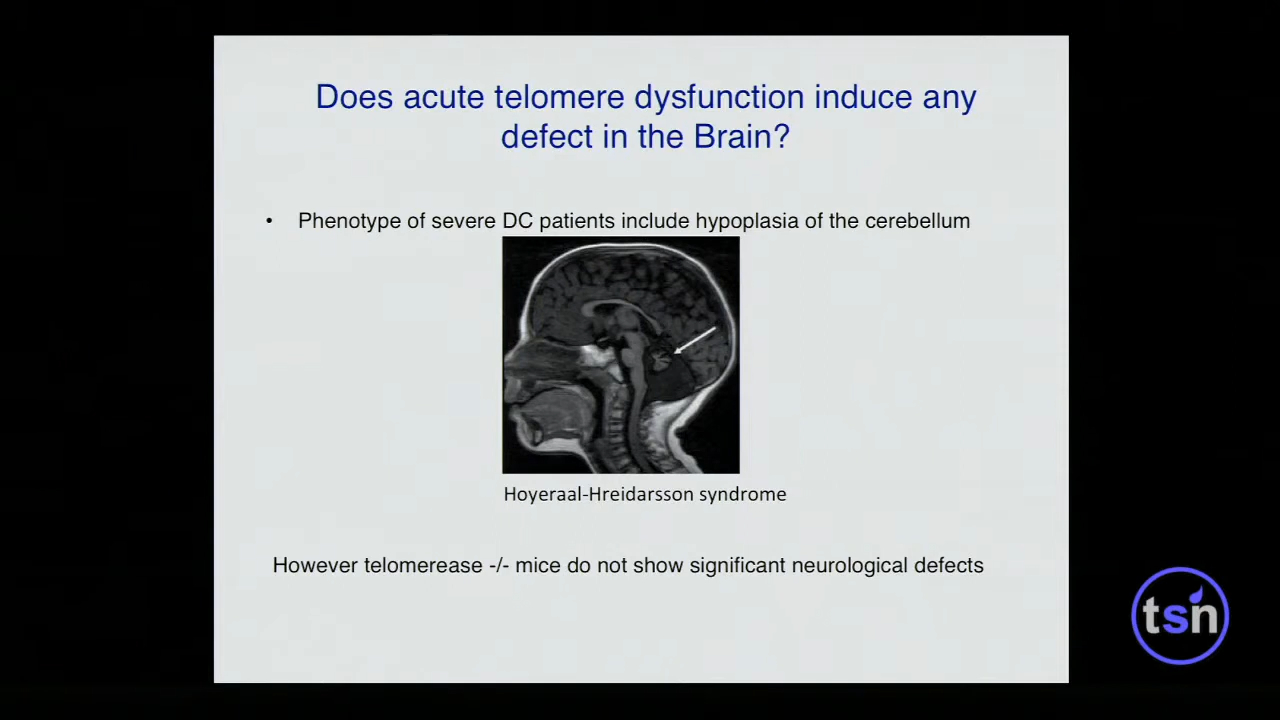 Does acute telomere dysfunction induce any
defect in the Brain?
• Phenotype of severe DC patients include hypoplasia of the cerebellum
Hoyeraal-Hreidarsson syndrome
However telomerease -/- mice do not show significant neurological defects
tsn